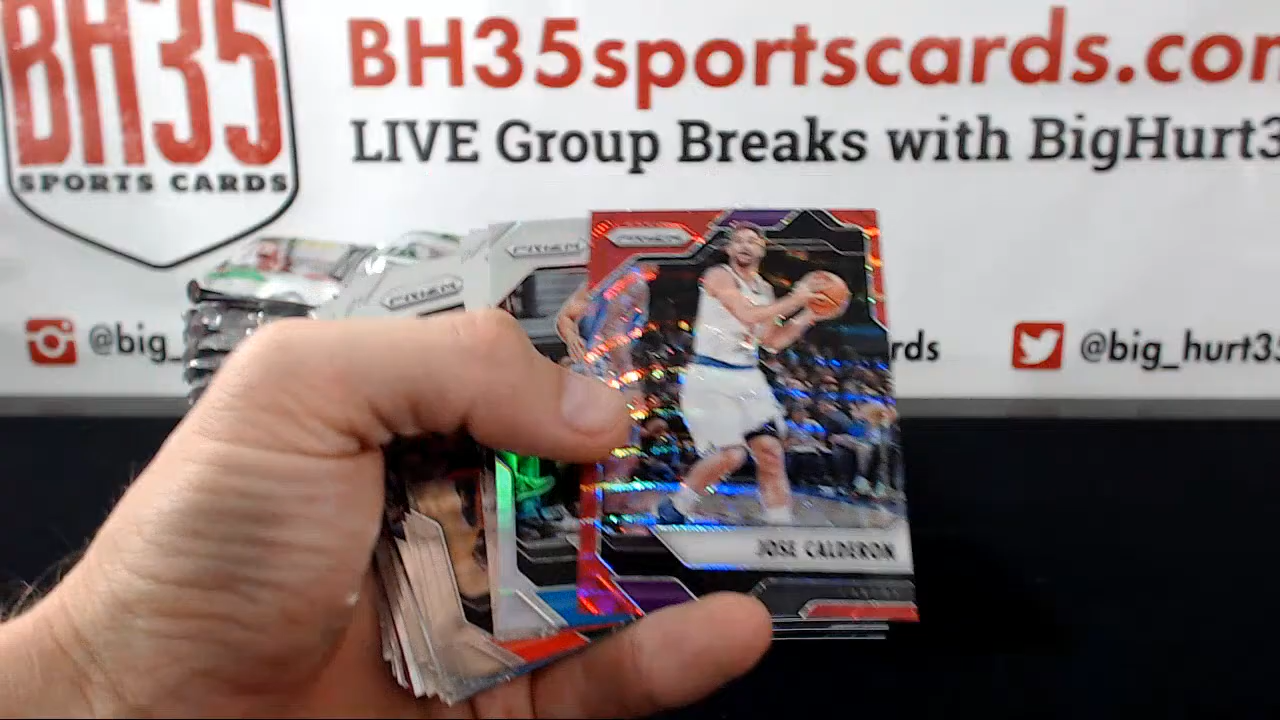 BH35
SPORTS CARDS
BH35sportscards.com
LIVE Group Breaks with BigHurt3
@big_
rds
@big_hurt35
PRIZM
PRIZM
PRIZM
JOSE CALDERON